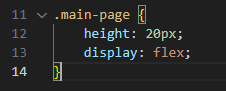 11 .main-page {
12 height: 20px;
13 display: flex;
14 }